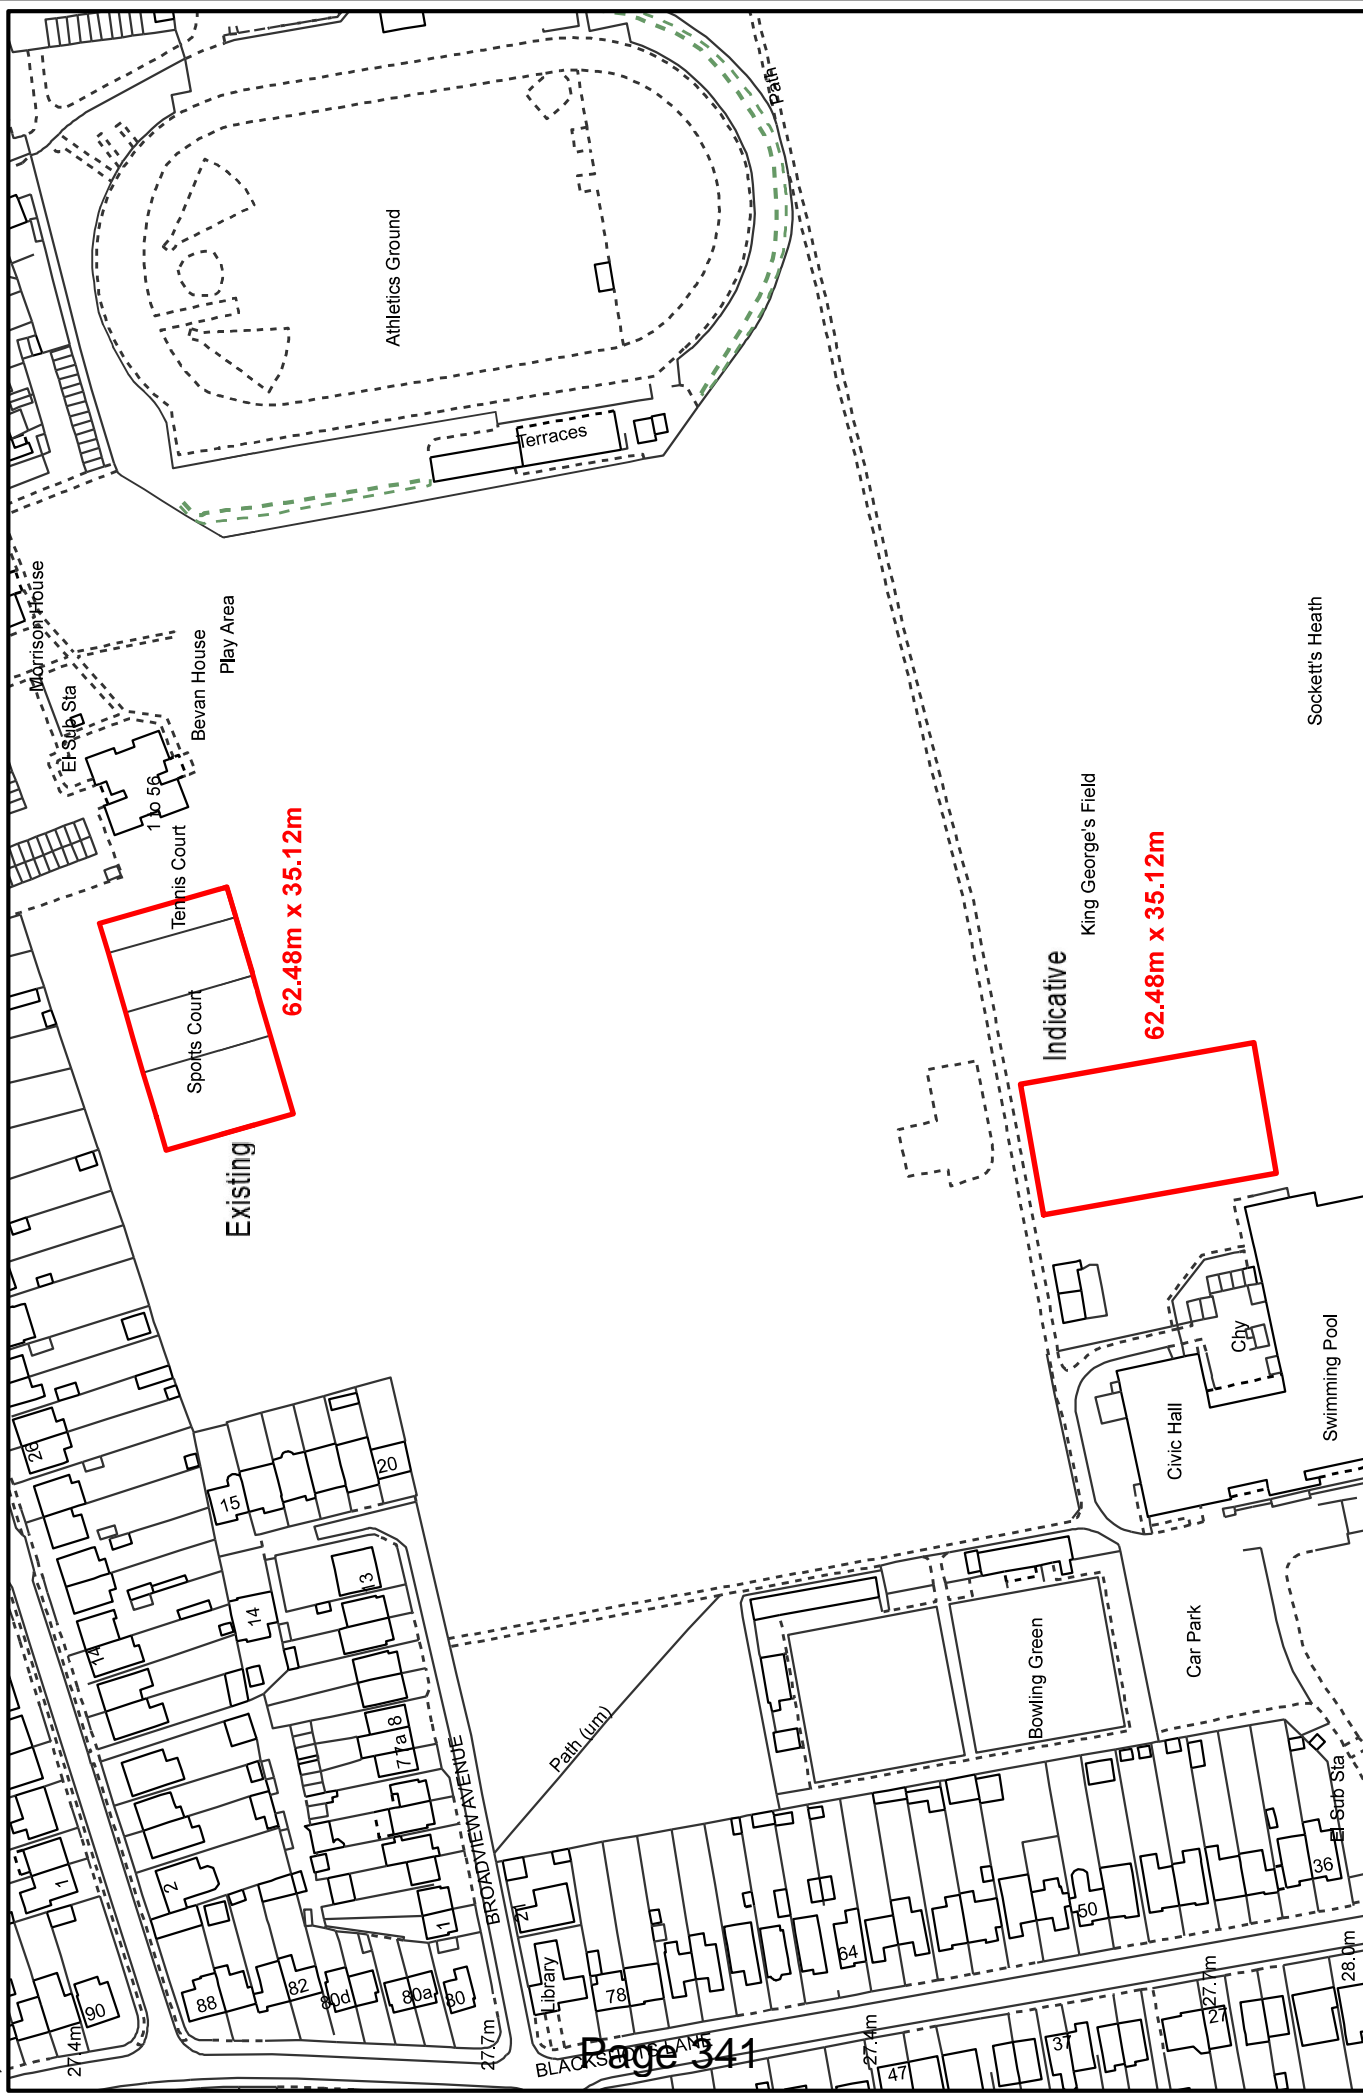 Path
Athletics Ground
Terraces
Morrison House
El Sub Sta
Bevan House
Play Area
1 to 56
Tennis Court
Sports Court
62.48m x 35.12m
Existing
Sockett's Heath
King George's Field
Indicative
62.48m x 35.12m
Chy
Swimming Pool
Civic Hall
26
15
20
13
14
14
8
7
7a
BROADVIEW AVENUE
Path (um)
Bowling Green
Car Park
El Sub Sta
1
2
1
21
36
50
64
Library
78
90
88
82
80d
80a
80
27.4m
27.7m
27.4m
27.7m
28.0m
27
37
47
BLACKSHOTS LANE
Page 341